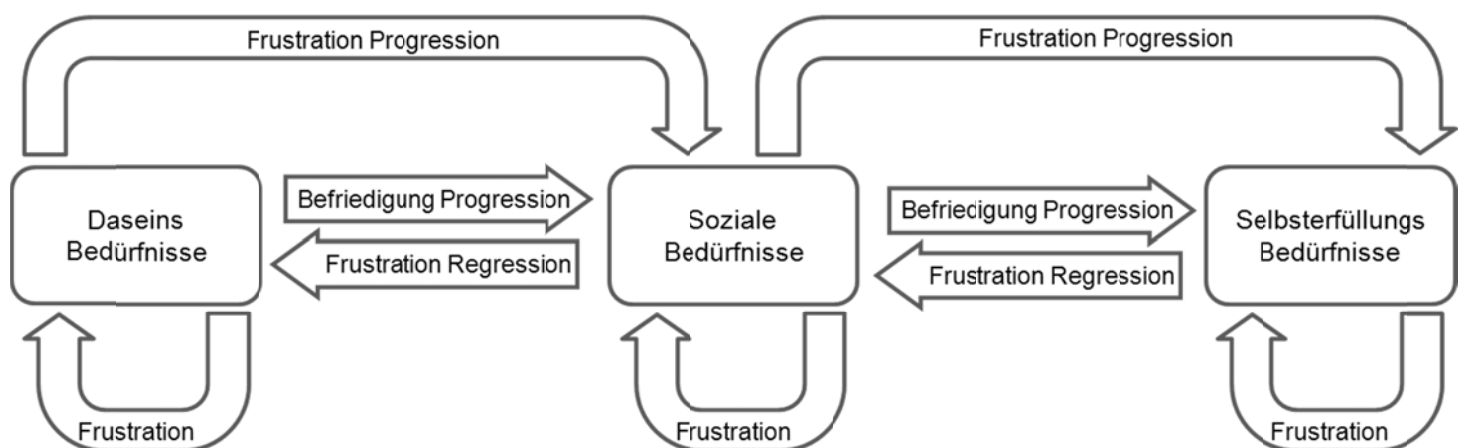 Frustration Progression
Frustration Progression
Daseins
Bedürfnisse
Befriedigung Progression
Frustration Regression
Soziale
Bedürfnisse
Befriedigung Progression
Frustration Regression
Selbsterfüllungs
Bedürfnisse
Frustration
Frustration
Frustration